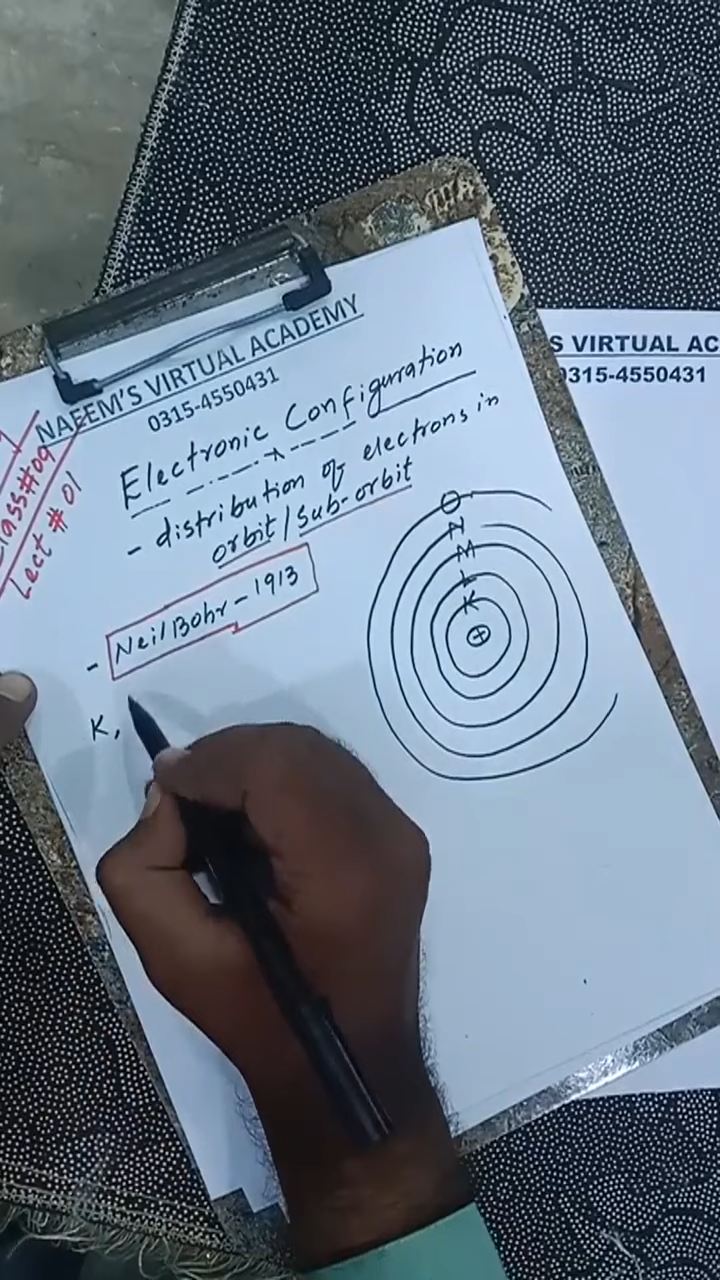 NAEEM'S VIRTUAL ACADEMY
0315-4550431
Class#09
Lect # 01
Electronic Configuration
- distribution of electrons in
orbit/Sub-orbit
- Neil Bohr - 1913
K,
O
N
M
L
K
+
S VIRTUAL AC
0315-4550431